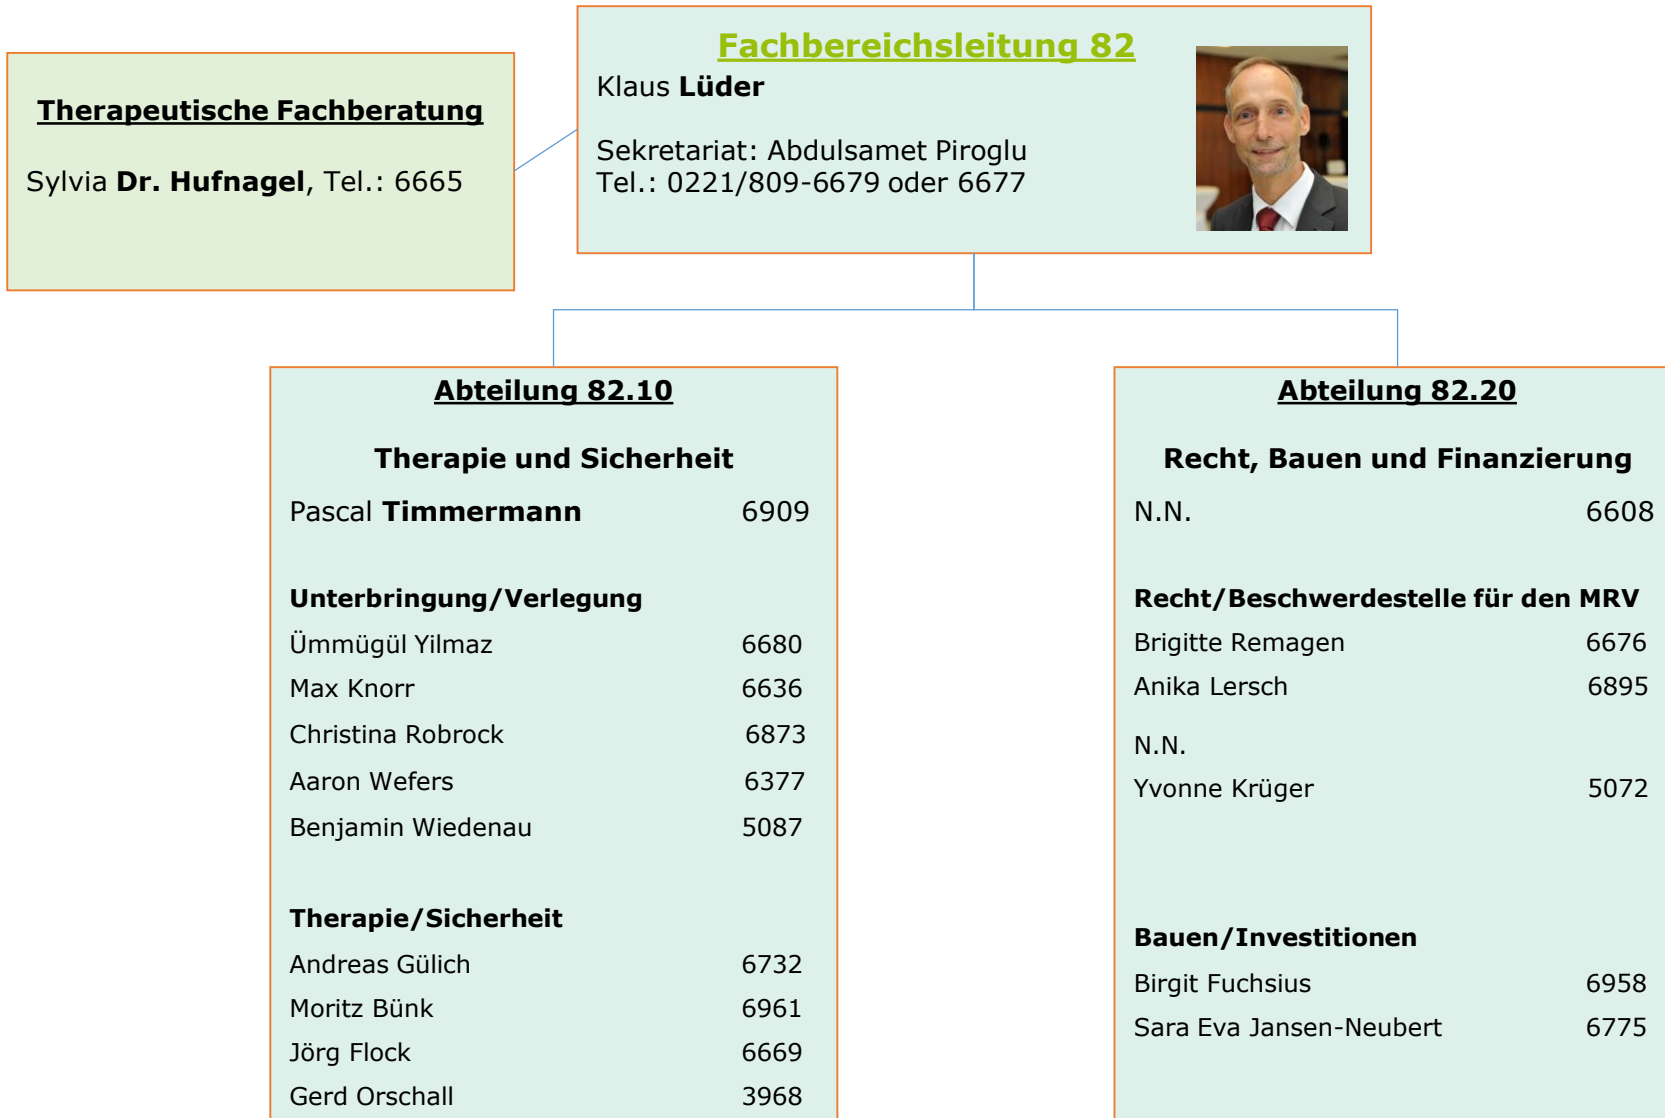 Fachbereichsleitung 82
Klaus Lüder
Sekretariat: Abdulsamet Piroglu
Tel.: 0221/809-6679 oder 6677
Therapeutische Fachberatung
Sylvia Dr. Hufnagel, Tel.: 6665
Abteilung 82.10
Therapie und Sicherheit
Pascal Timmermann 6909
Unterbringung/Verlegung
Ümmügül Yilmaz 6680
Max Knorr 6636
Christina Robrock 6873
Aaron Wefers 6377
Benjamin Wiedenau 5087
Therapie/Sicherheit
Andreas Gülich 6732
Moritz Bünk 6961
Jörg Flock 6669
Gerd Orschall 3968
Abteilung 82.20
Recht, Bauen und Finanzierung
N.N. 6608
Recht/Beschwerdestelle für den MRV
Brigitte Remagen 6676
Anika Lersch 6895
N.N.
Yvonne Krüger 5072
Bauen/Investitionen
Birgit Fuchsius 6958
Sara Eva Jansen-Neubert 6775